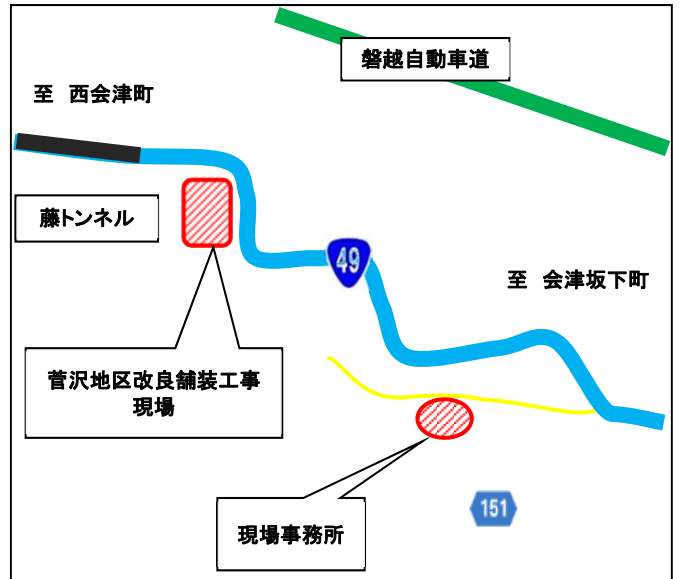 磐越自動車道
至 西会津町
藤トンネル
49
至 会津坂下町
菅沢地区改良舗装工事
現場
現場事務所
151